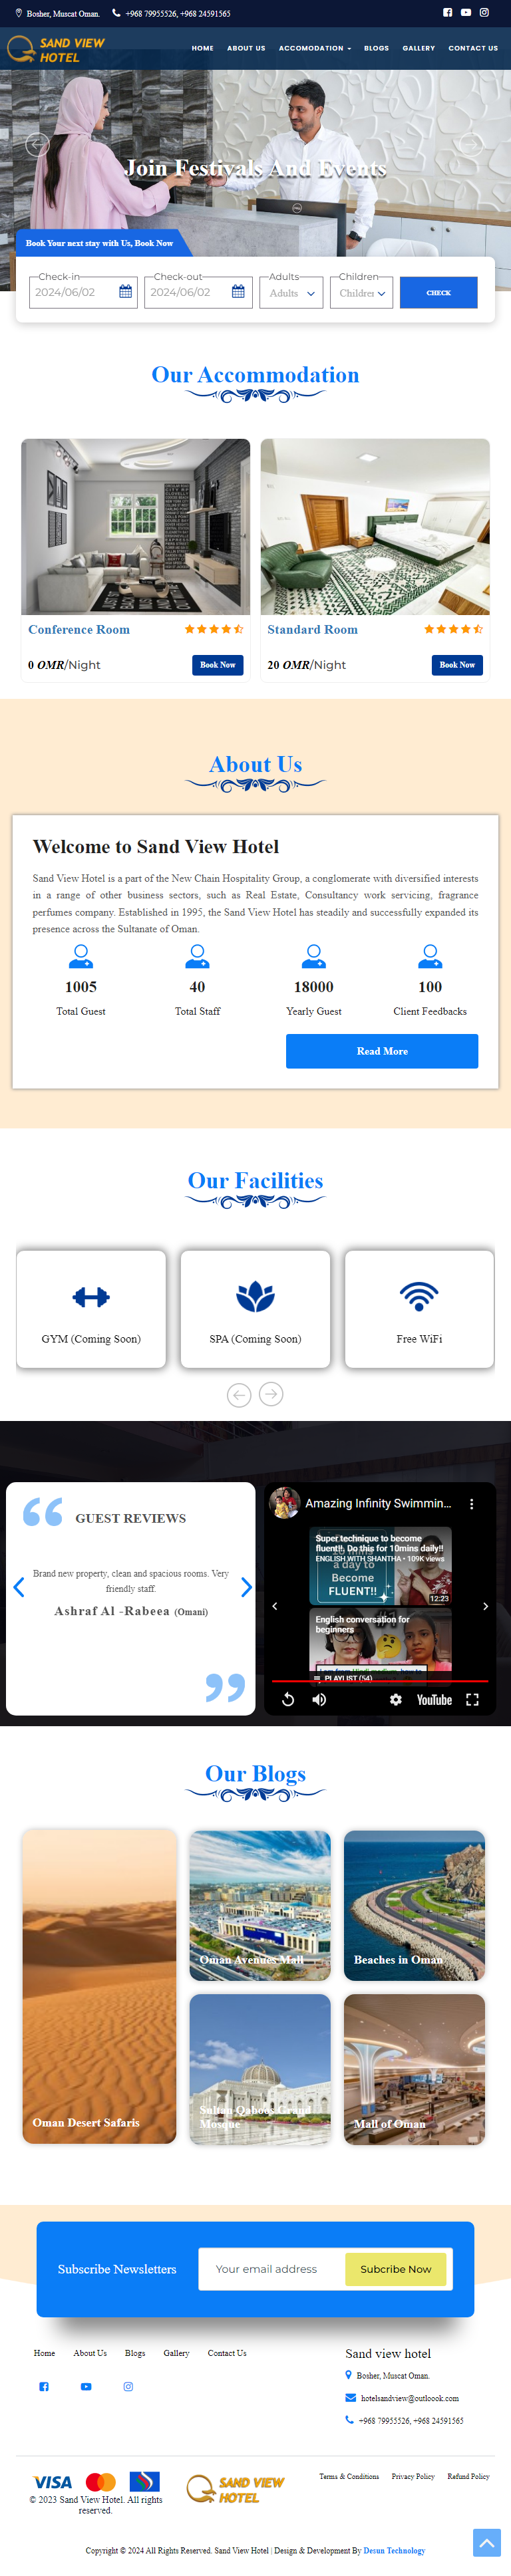 Bosher, Muscat Oman. +968 79955526, +968 24591565
SAND VIEW
HOTEL
HOME ABOUT US ACCOMODATION BLOGS GALLERY CONTACT US
Join Festivals And Events
Book Your next stay with Us, Book Now
Check-in Check-out Adults Children
2024/06/02 2024/06/02 Adults Children CHECK
Our Accommodation
Conference Room
0 OMR/Night Book Now
Standard Room
20 OMR/Night Book Now
About Us
Welcome to Sand View Hotel
Sand View Hotel is a part of the New Chain Hospitality Group, a conglomerate with diversified interests
in a range of other business sectors, such as Real Estate, Consultancy work servicing, fragrance
perfumes company. Established in 1995, the Sand View Hotel has steadily and successfully expanded its
presence across the Sultanate of Oman.
1005 40 18000 100
Total Guest Total Staff Yearly Guest Client Feedbacks
Read More
Our Facilities
GYM (Coming Soon) SPA (Coming Soon) Free WiFi
GUEST REVIEWS
Brand new property, clean and spacious rooms. Very
friendly staff.
Ashraf Al -Rabeea (Omani)
Amazing Infinity Swimmin...
Super technique to become
fluent!! Do this for 10mins daily!!
ENGLISH WITH SHANTHA • 109K views
a day to
Become
FLUENT!!
12:23
English conversation for
beginners
PLAYLIST (54)
YouTube
Our Blogs
Oman Desert Safaris
Oman Avenues Mall
Beaches in Oman
Sultan Qaboos Grand
Mosque
Mall of Oman
Subscribe Newsletters Your email address Subcribe Now
Home About Us Blogs Gallery Contact Us
Sand view hotel
Bosher, Muscat Oman.
hotelsandview@outloook.com
+968 79955526, +968 24591565
VISA
© 2023 Sand View Hotel. All rights
reserved.
SAND VIEW
HOTEL
Terms & Conditions Privacy Policy Refund Policy
Copyright © 2024 All Rights Reserved. Sand View Hotel | Design & Development By Desun Technology